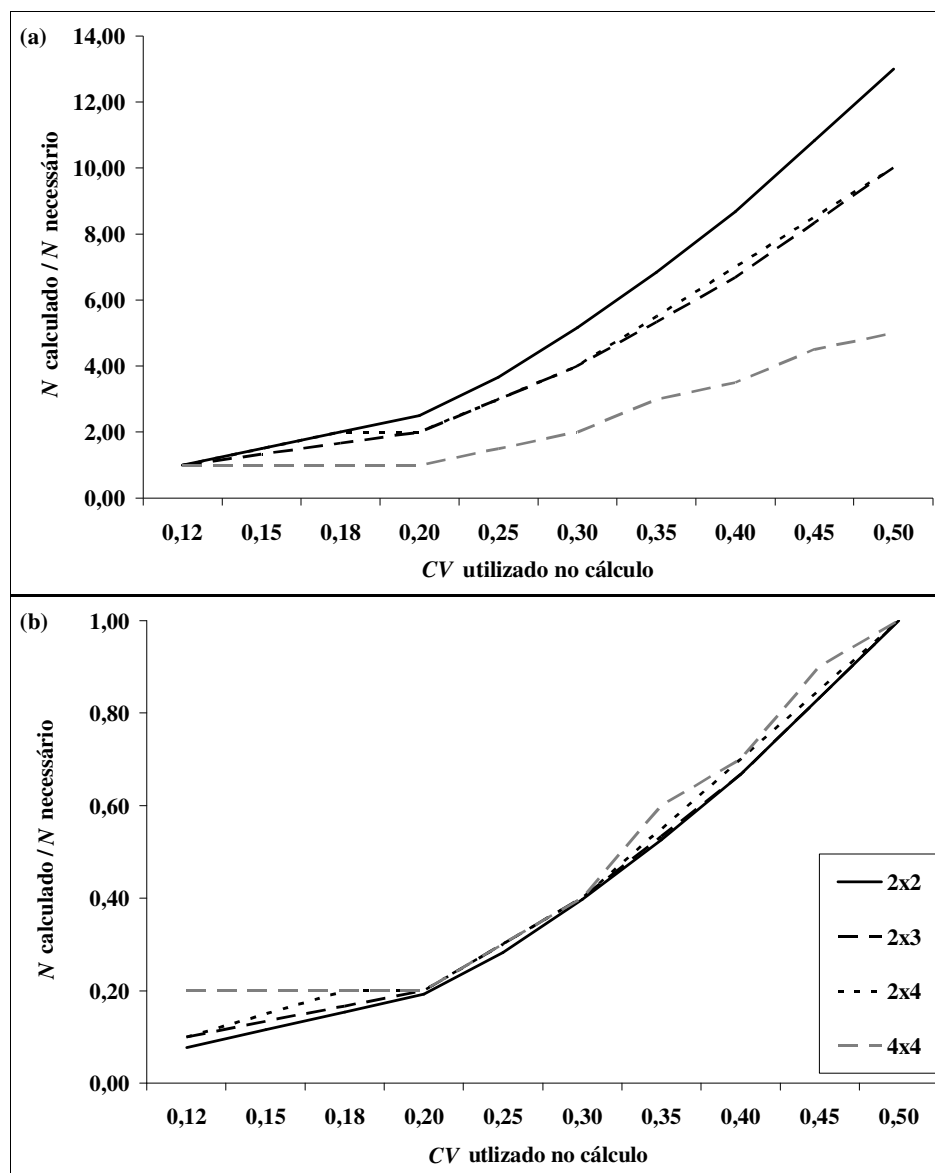 (a)
14,00
12,00
10,00
8,00
6,00
4,00
2,00
0,00
N calculado / N necessário
0,12 0,15 0,18 0,20 0,25 0,30 0,35 0,40 0,45 0,50
CV utilizado no cálculo
(b)
1,00
0,80
0,60
0,40
0,20
0,00
N calculado / N necessário
2x2
2x3
2x4
4x4
0,12 0,15 0,18 0,20 0,25 0,30 0,35 0,40 0,45 0,50
CV utlizado no cálculo